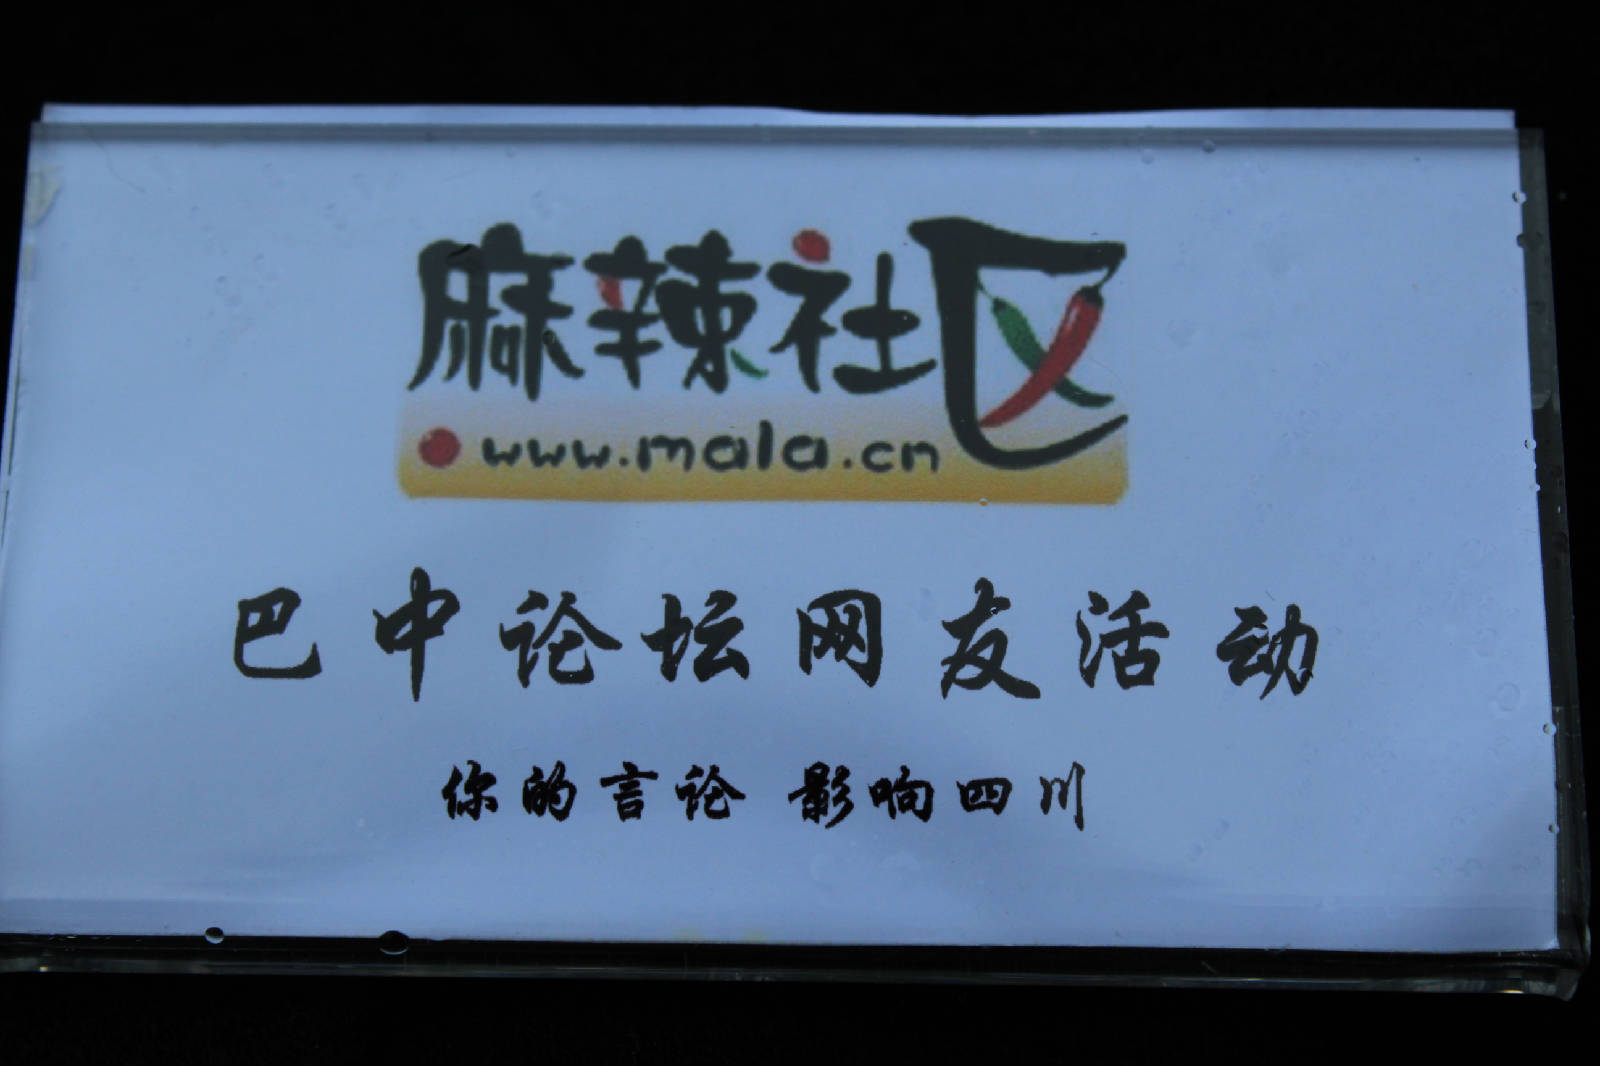 麻辣社区
www.mala.cn
巴中论坛网友活动
你的言论 影响四川